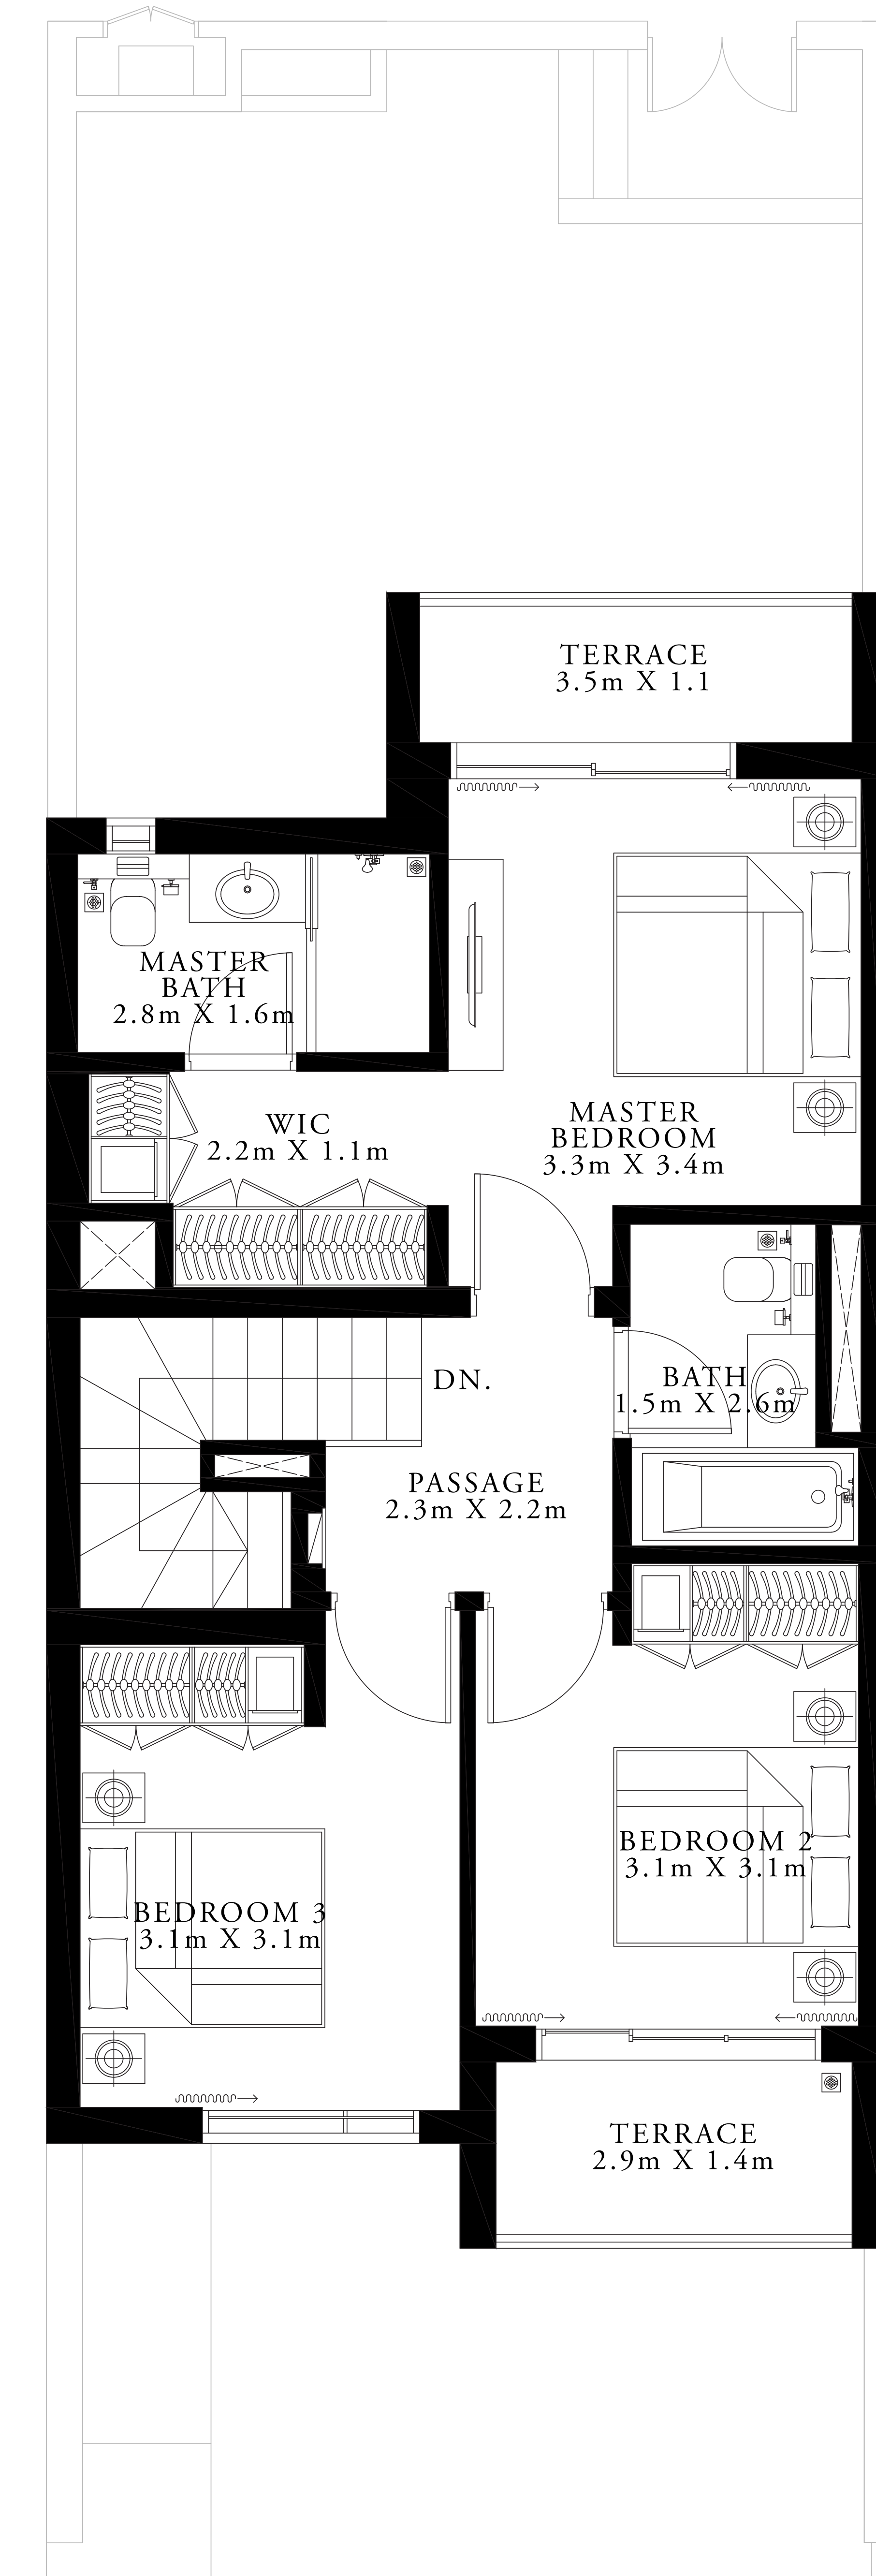 TERRACE
3.5m X 1.1
MASTER
BATH
2.8m X 1.6m
WIC
2.2m X 1.1m
MASTER
BEDROOM
3.3m X 3.4m
DN.
BATH
1.5m X 2.6m
PASSAGE
2.3m X 2.2m
BEDROOM 2
3.1m X 3.1m
BEDROOM 3
3.1m X 3.1m
TERRACE
2.9m X 1.4m